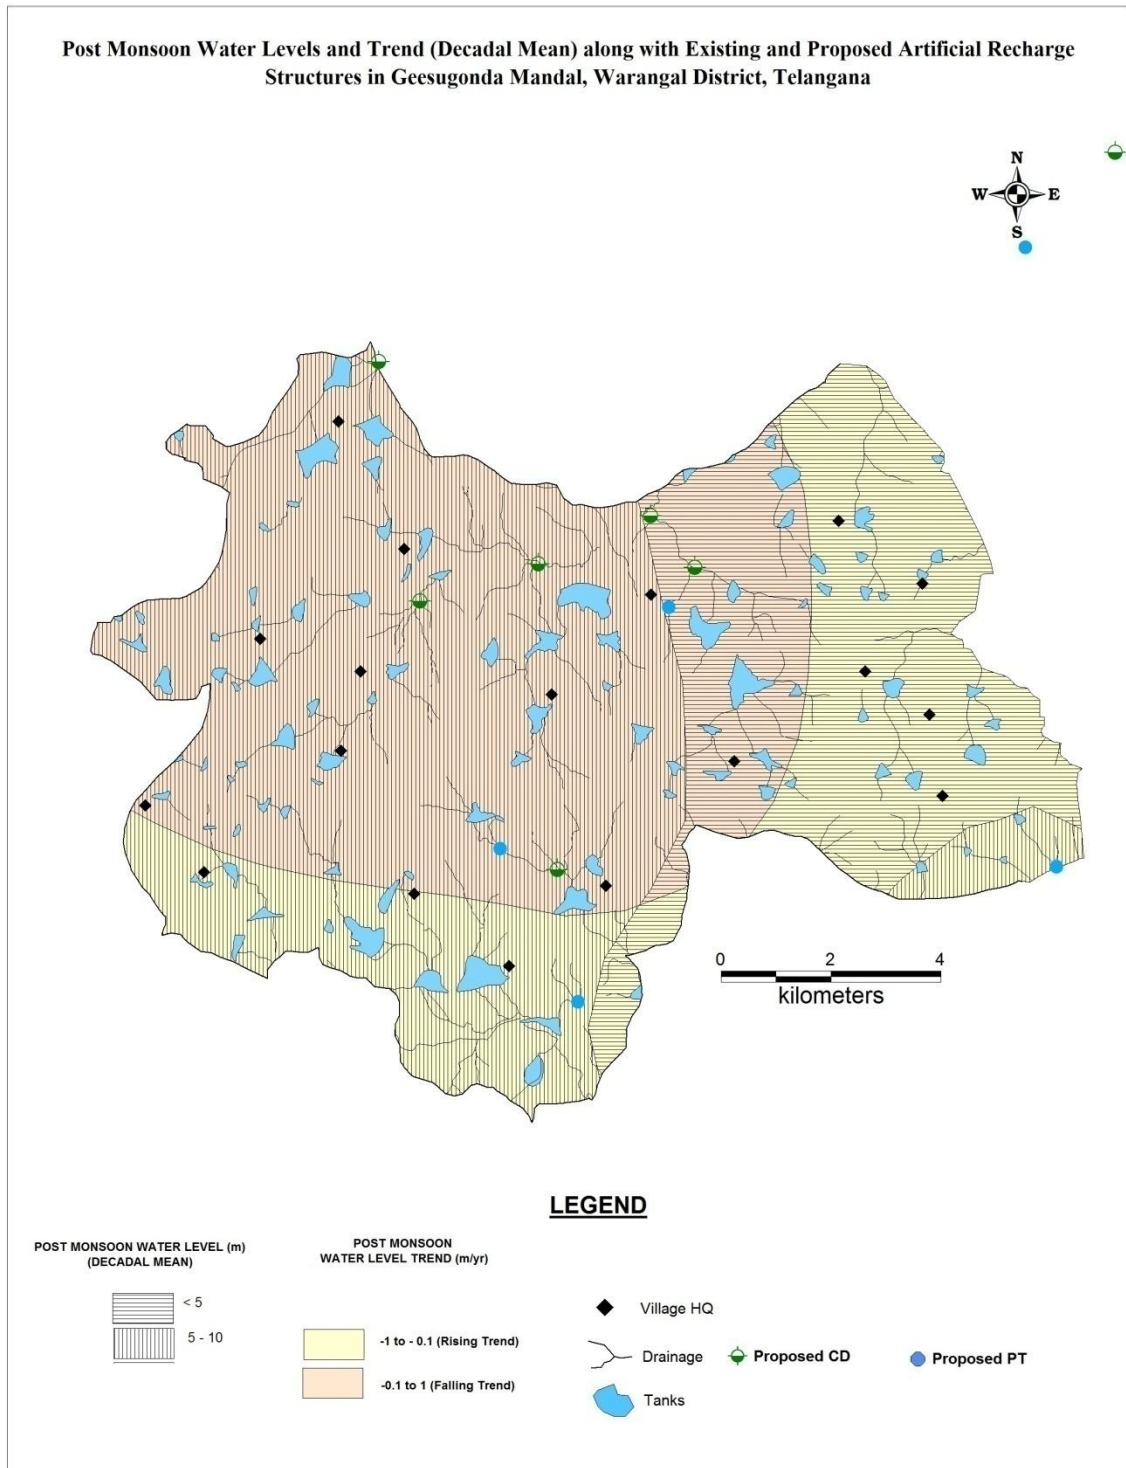 Post Monsoon Water Levels and Trend (Decadal Mean) along with Existing and Proposed Artificial Recharge
Structures in Geesugonda Mandal, Warangal District, Telangana
N
W E
S
0 2 4
kilometers
LEGEND
POST MONSOON WATER LEVEL (m)
(DECADAL MEAN)
< 5
5 - 10
POST MONSOON
WATER LEVEL TREND (m/yr)
-1 to - 0.1 (Rising Trend)
-0.1 to 1 (Falling Trend)
Village HQ
Drainage
Proposed CD
Proposed PT
Tanks